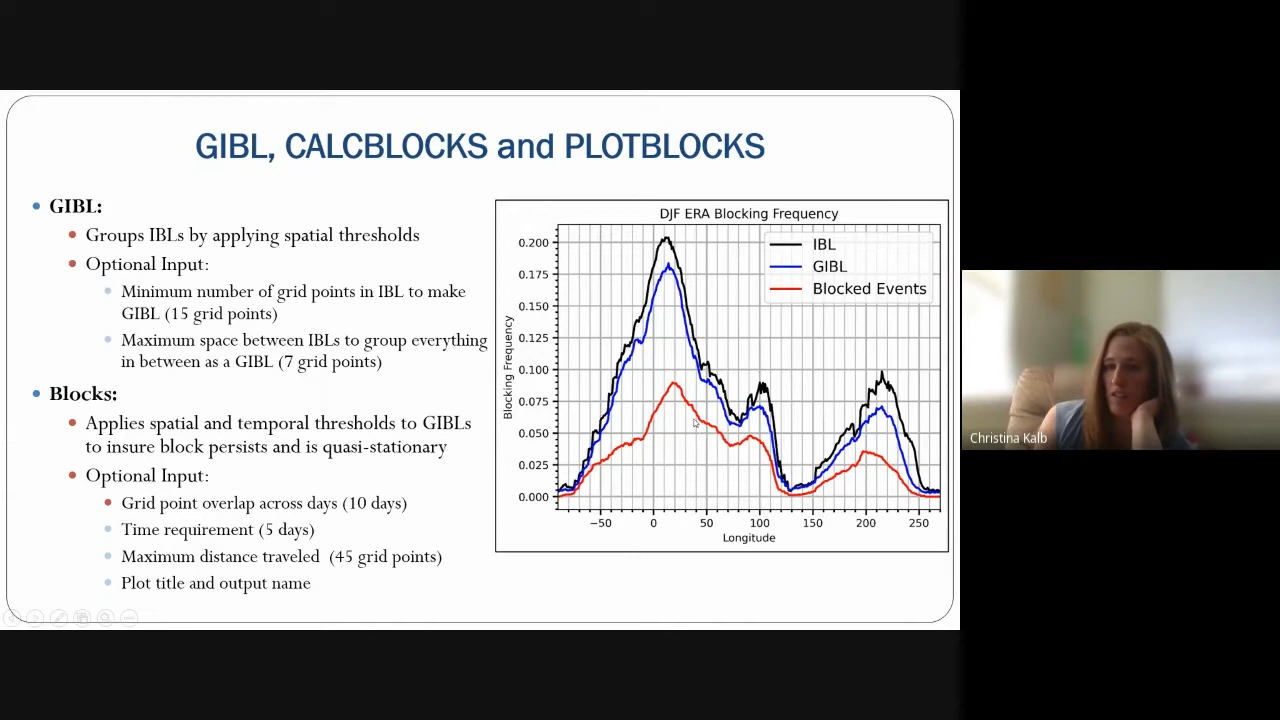 GIBL, CALCBLOCKS and PLOTBLOCKS
GIBL:
Groups IBLs by applying spatial thresholds
Optional Input:
Minimum number of grid points in IBL to make
GIBL (15 grid points)
Maximum space between IBLs to group everything
in between as a GIBL (7 grid points)
Blocks:
Applies spatial and temporal thresholds to GIBLs
to insure block persists and is quasi-stationary
Optional Input:
Grid point overlap across days (10 days)
Time requirement (5 days)
Maximum distance traveled (45 grid points)
Plot title and output name
DJF ERA Blocking Frequency
IBL
GIBL
Blocked Events
Blocking Frequency
0.200
0.175
0.150
0.125
0.100
0.075
0.050
0.025
0.000
−50 0 50 100 150 200 250
Longitude
Christina Kalb